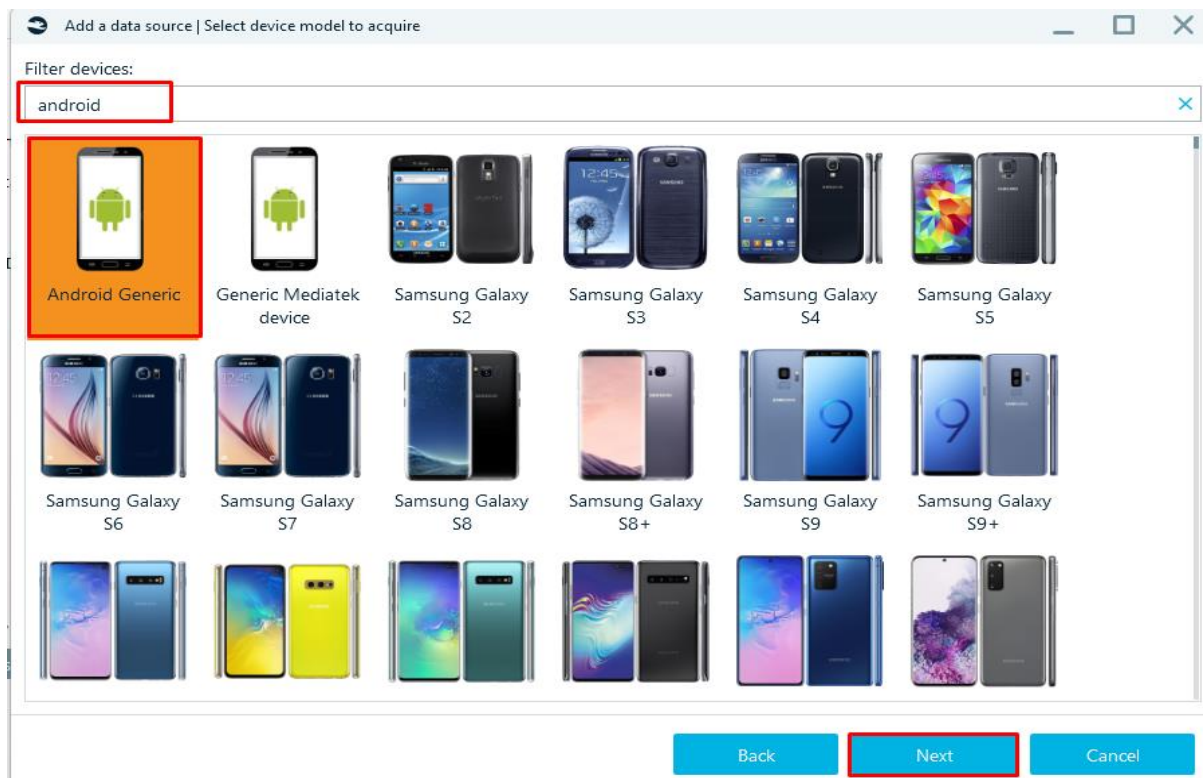 Add a data source | Select device model to acquire
Filter devices:
android
Android Generic
Generic Mediatek
device
Samsung Galaxy
S2
Samsung Galaxy
S3
Samsung Galaxy
S4
Samsung Galaxy
S5
Samsung Galaxy
S6
Samsung Galaxy
S7
Samsung Galaxy
S8
Samsung Galaxy
S8+
Samsung Galaxy
S9
Samsung Galaxy
S9+
Back
Next
Cancel